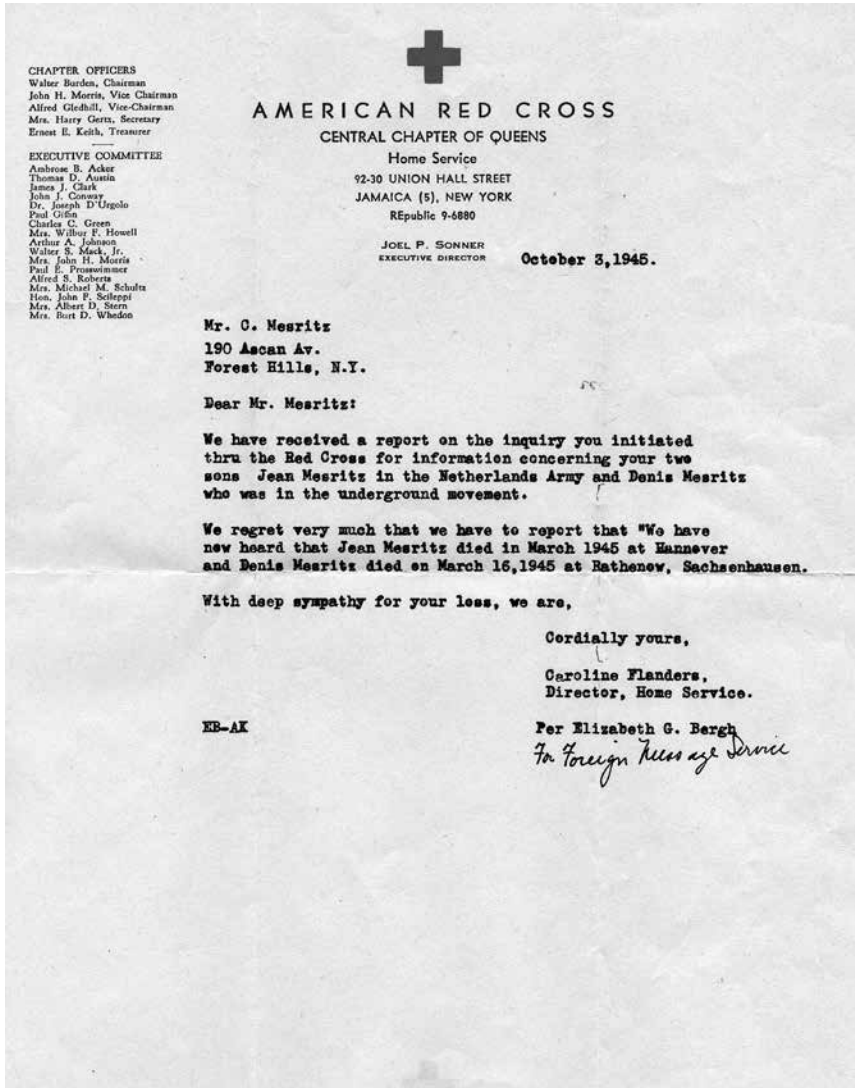 CHAPTER OFFICERS
Walter Burden, Chairman
John H. Morris, Vice Chairman
Alfred Gledhill, Vice-Chairman
Mrs. Harry Gertz, Secretary
Ernest E. Keith, Treasurer
EXECUTIVE COMMITTEE
Ambrose B. Acker
Thomas D. Austin
James J. Clark
John J. Conway
Dr. Joseph D'Urgolo
Paul Giffin
Charles C. Green
Mrs. Wilbur F. Howell
Arthur A. Johnson
Walter S. Mack, Jr.
Mrs. John H. Morris
Paul E. Prosswimmer
Alfred S. Roberts
Mrs. Michael M. Schultz
Hon. John F. Scileppi
Mrs. Albert D. Stern
Mrs. Burt D. Whedon
AMERICAN RED CROSS
CENTRAL CHAPTER OF QUEENS
Home Service
92-30 UNION HALL STREET
JAMAICA (5), NEW YORK
REpublic 9-6880
JOEL P. SONNER
EXECUTIVE DIRECTOR
October 3,1945.
Mr. C. Mesritz
190 Ascan Av.
Forest Hills, N.Y.
Dear Mr. Mesritz:
We have received a report on the inquiry you initiated
thru the Red Cross for information concerning your two
sons Jean Mesritz in the Netherlands Army and Denis Mesritz
who was in the underground movement.
We regret very much that we have to report that "We have
now heard that Jean Mesritz died in March 1945 at Hannover
and Denis Mesritz died on March 16,1945 at Rathenow, Sachsenhausen.
With deep sympathy for your loss, we are,
Cordially yours,
Caroline Flanders,
Director, Home Service.
EB-AK
Per Elizabeth G. Bergh
For Foreign Message Service